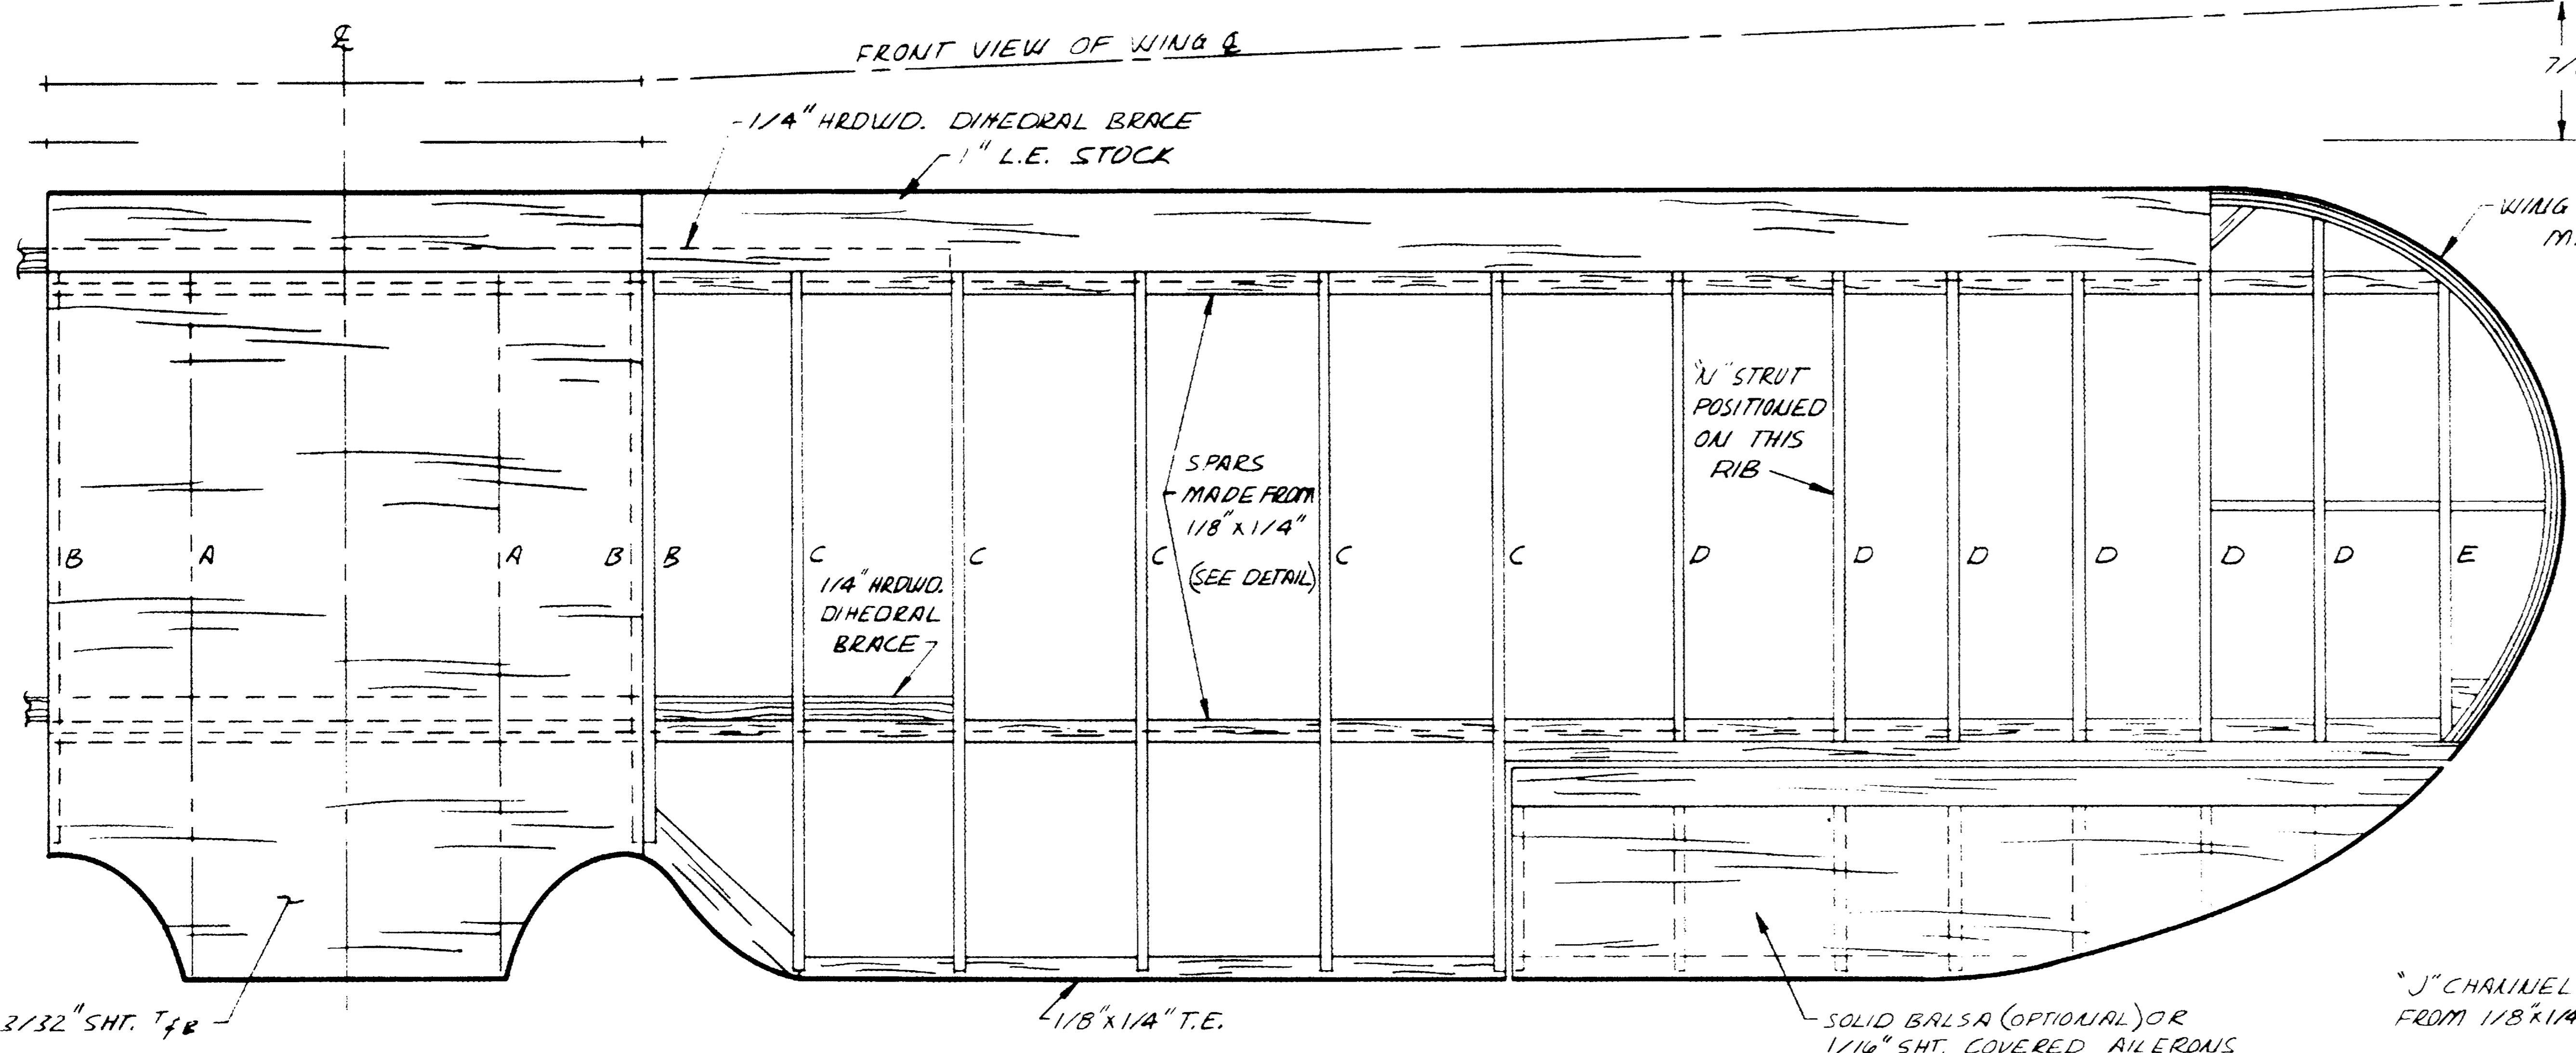 ℄
FRONT VIEW OF WING ℄
7/
1/4" HRDWD. DIHEDRAL BRACE
1" L.E. STOCK
WING
M
"N" STRUT
POSITIONED
ON THIS
RIB
SPARS
MADE FROM
1/8" x 1/4"
(SEE DETAIL)
B A A B B C C C C C D D D D D D E
1/4" HRDWD.
DIHEDRAL
BRACE
3/32" SHT. T & B
1/8" x 1/4" T.E.
SOLID BALSA (OPTIONAL) OR
1/16" SHT. COVERED AILERONS
"J" CHANNEL
FROM 1/8" x 1/4